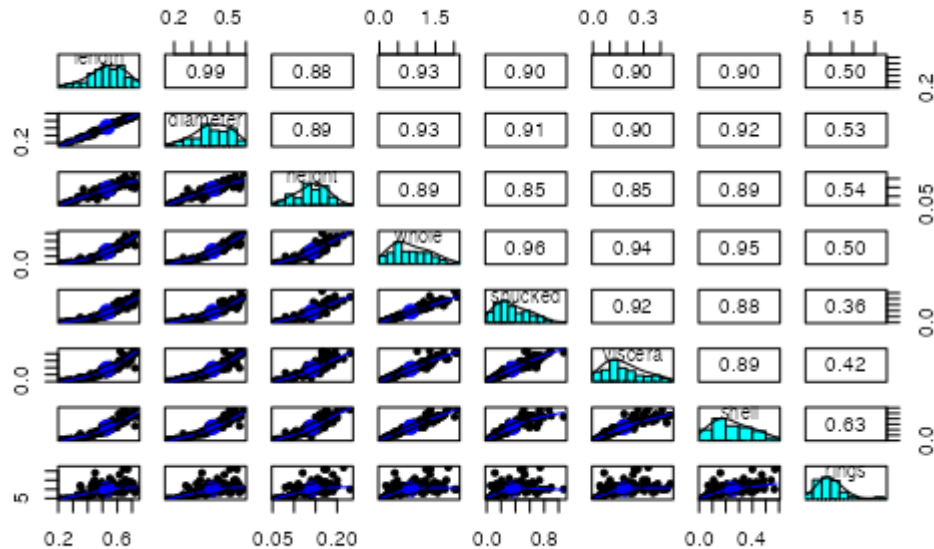 0.2 0.5 0.0 1.5 0.0 0.3 5 15
length 0.99 0.88 0.93 0.90 0.90 0.90 0.50 0.2
0.2 diameter 0.89 0.93 0.91 0.90 0.92 0.53
height 0.89 0.85 0.85 0.89 0.54 0.05
0.0 whole 0.96 0.94 0.95 0.50
shucked 0.92 0.88 0.36 0.0
0.0 viscera 0.89 0.42
shell 0.63 0.0
5 rings
0.2 0.6 0.05 0.20 0.0 0.8 0.0 0.4